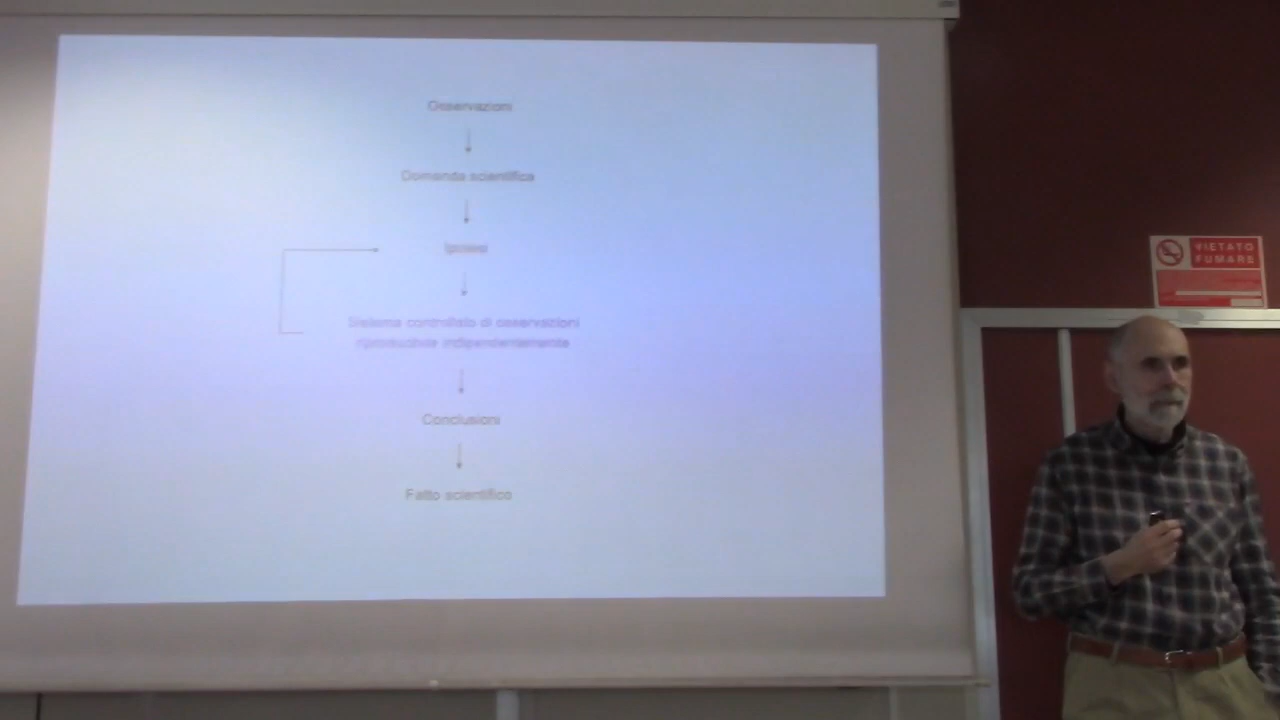 Osservazioni
Domanda scientifica
Ipotesi
Sistema controllato di osservazioni
riproducibile indipendentemente
Conclusioni
Fatto scientifico
VIETATO
FUMARE